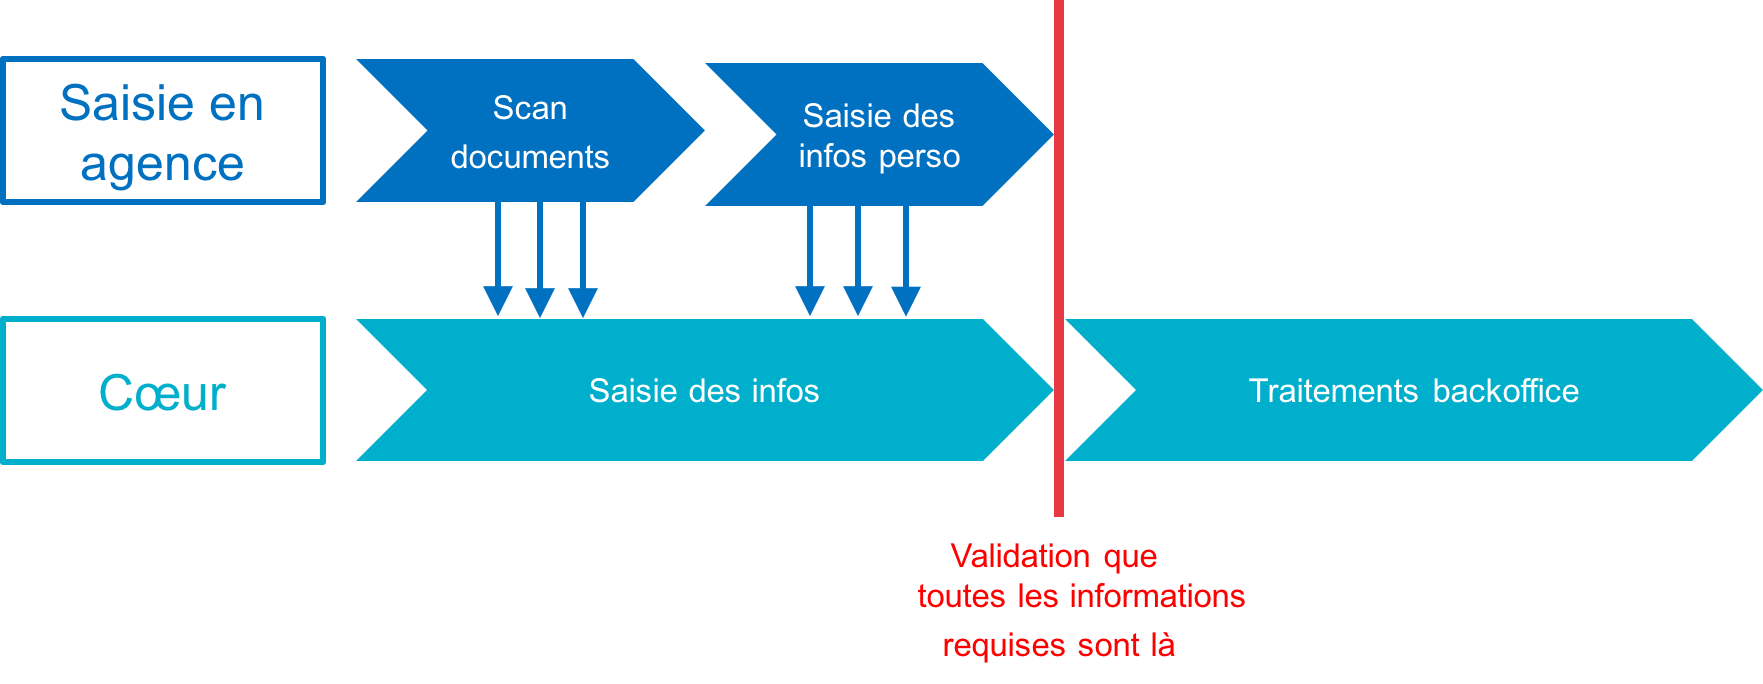 Saisie en
agence
Scan
documents
Saisie des
infos perso
Cœur
Saisie des infos
Traitements backoffice
Validation que
toutes les informations
requises sont là